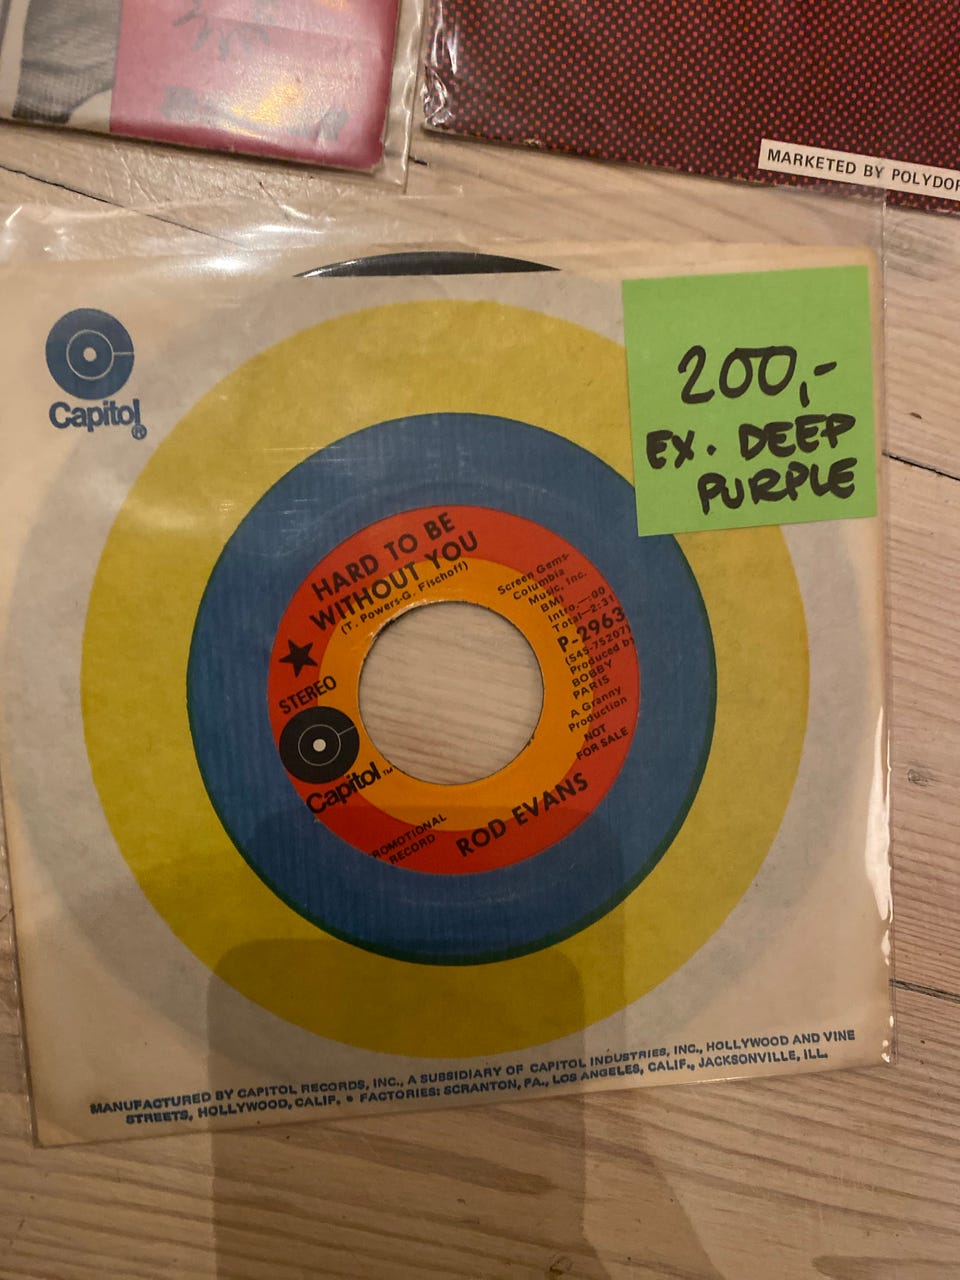 MARKETED BY POLYDOR
Capitol®
200,-
EX. DEEP
PURPLE
HARD TO BE
WITHOUT YOU
(T. Powers-G. Fischoff)
Screen Gems-
Columbia
Music, Inc.
BMI
Intro.—:00
Total—2:31
P-2963
(S45-75207)
Produced by
BOBBY
PARIS
A Granny
Production
NOT
FOR SALE
STEREO
Capitol™
PROMOTIONAL
RECORD
ROD EVANS
MANUFACTURED BY CAPITOL RECORDS, INC., A SUBSIDIARY OF CAPITOL INDUSTRIES, INC., HOLLYWOOD AND VINE
STREETS, HOLLYWOOD, CALIF. • FACTORIES: SCRANTON, PA., LOS ANGELES, CALIF., JACKSONVILLE, ILL.